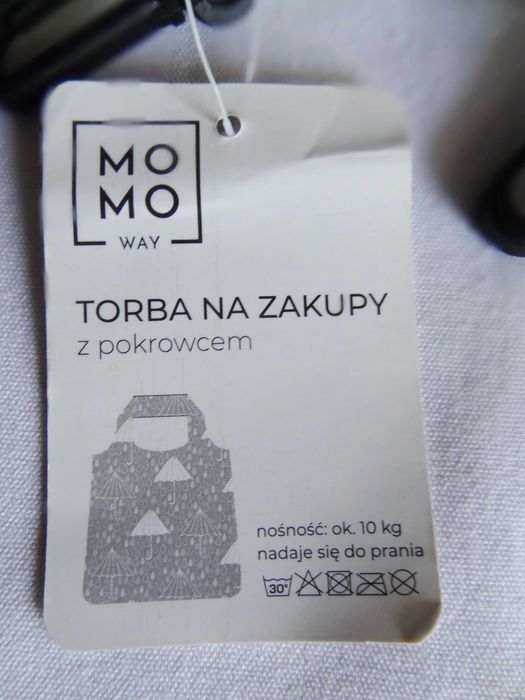 MO
MO
WAY
TORBA NA ZAKUPY
z pokrowcem
nośność: ok. 10 kg
nadaje się do prania
30°